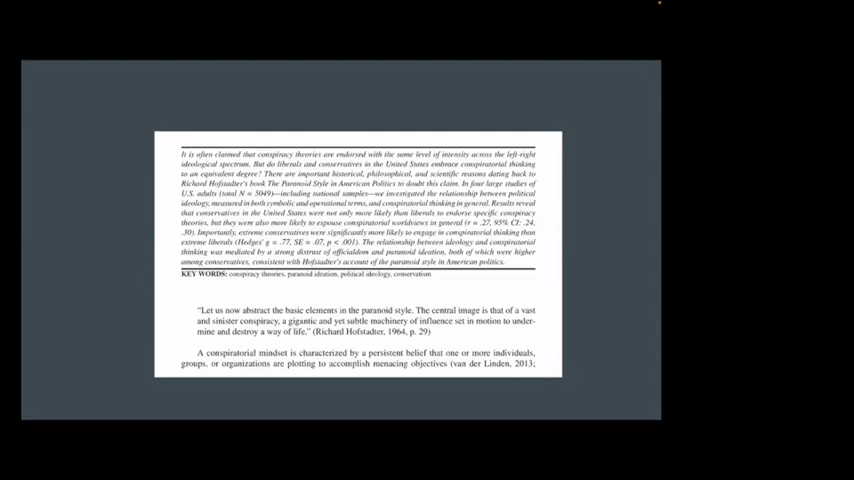 It is often claimed that conspiracy theories are endorsed with the same level of intensity across the left-right
ideological spectrum. But do liberals and conservatives in the United States embrace conspiratorial thinking
to an equivalent degree? There are important historical, philosophical, and scientific reasons dating back to
Richard Hofstadter's book The Paranoid Style in American Politics to doubt this claim. In four large studies of
U.S. adults (total N = 5049)—including national samples—we investigated the relationship between political
ideology, measured in both symbolic and operational terms, and conspiratorial thinking in general. Results reveal
that conservatives in the United States were not only more likely than liberals to endorse specific conspiracy
theories, but they were also more likely to espouse conspiratorial worldviews in general (r = .27, 95% CI: .24,
.30). Importantly, extreme conservatives were significantly more likely to engage in conspiratorial thinking than
extreme liberals (Hedges' g = .77, SE = .07, p < .001). The relationship between ideology and conspiratorial
thinking was mediated by a strong distrust of officialdom and paranoid ideation, both of which were higher
among conservatives, consistent with Hofstadter's account of the paranoid style in American politics.
KEY WORDS: conspiracy theories, paranoid ideation, political ideology, conservatism
"Let us now abstract the basic elements in the paranoid style. The central image is that of a vast
and sinister conspiracy, a gigantic and yet subtle machinery of influence set in motion to under-
mine and destroy a way of life." (Richard Hofstadter, 1964, p. 29)
A conspiratorial mindset is characterized by a persistent belief that one or more individuals,
groups, or organizations are plotting to accomplish menacing objectives (van der Linden, 2013;